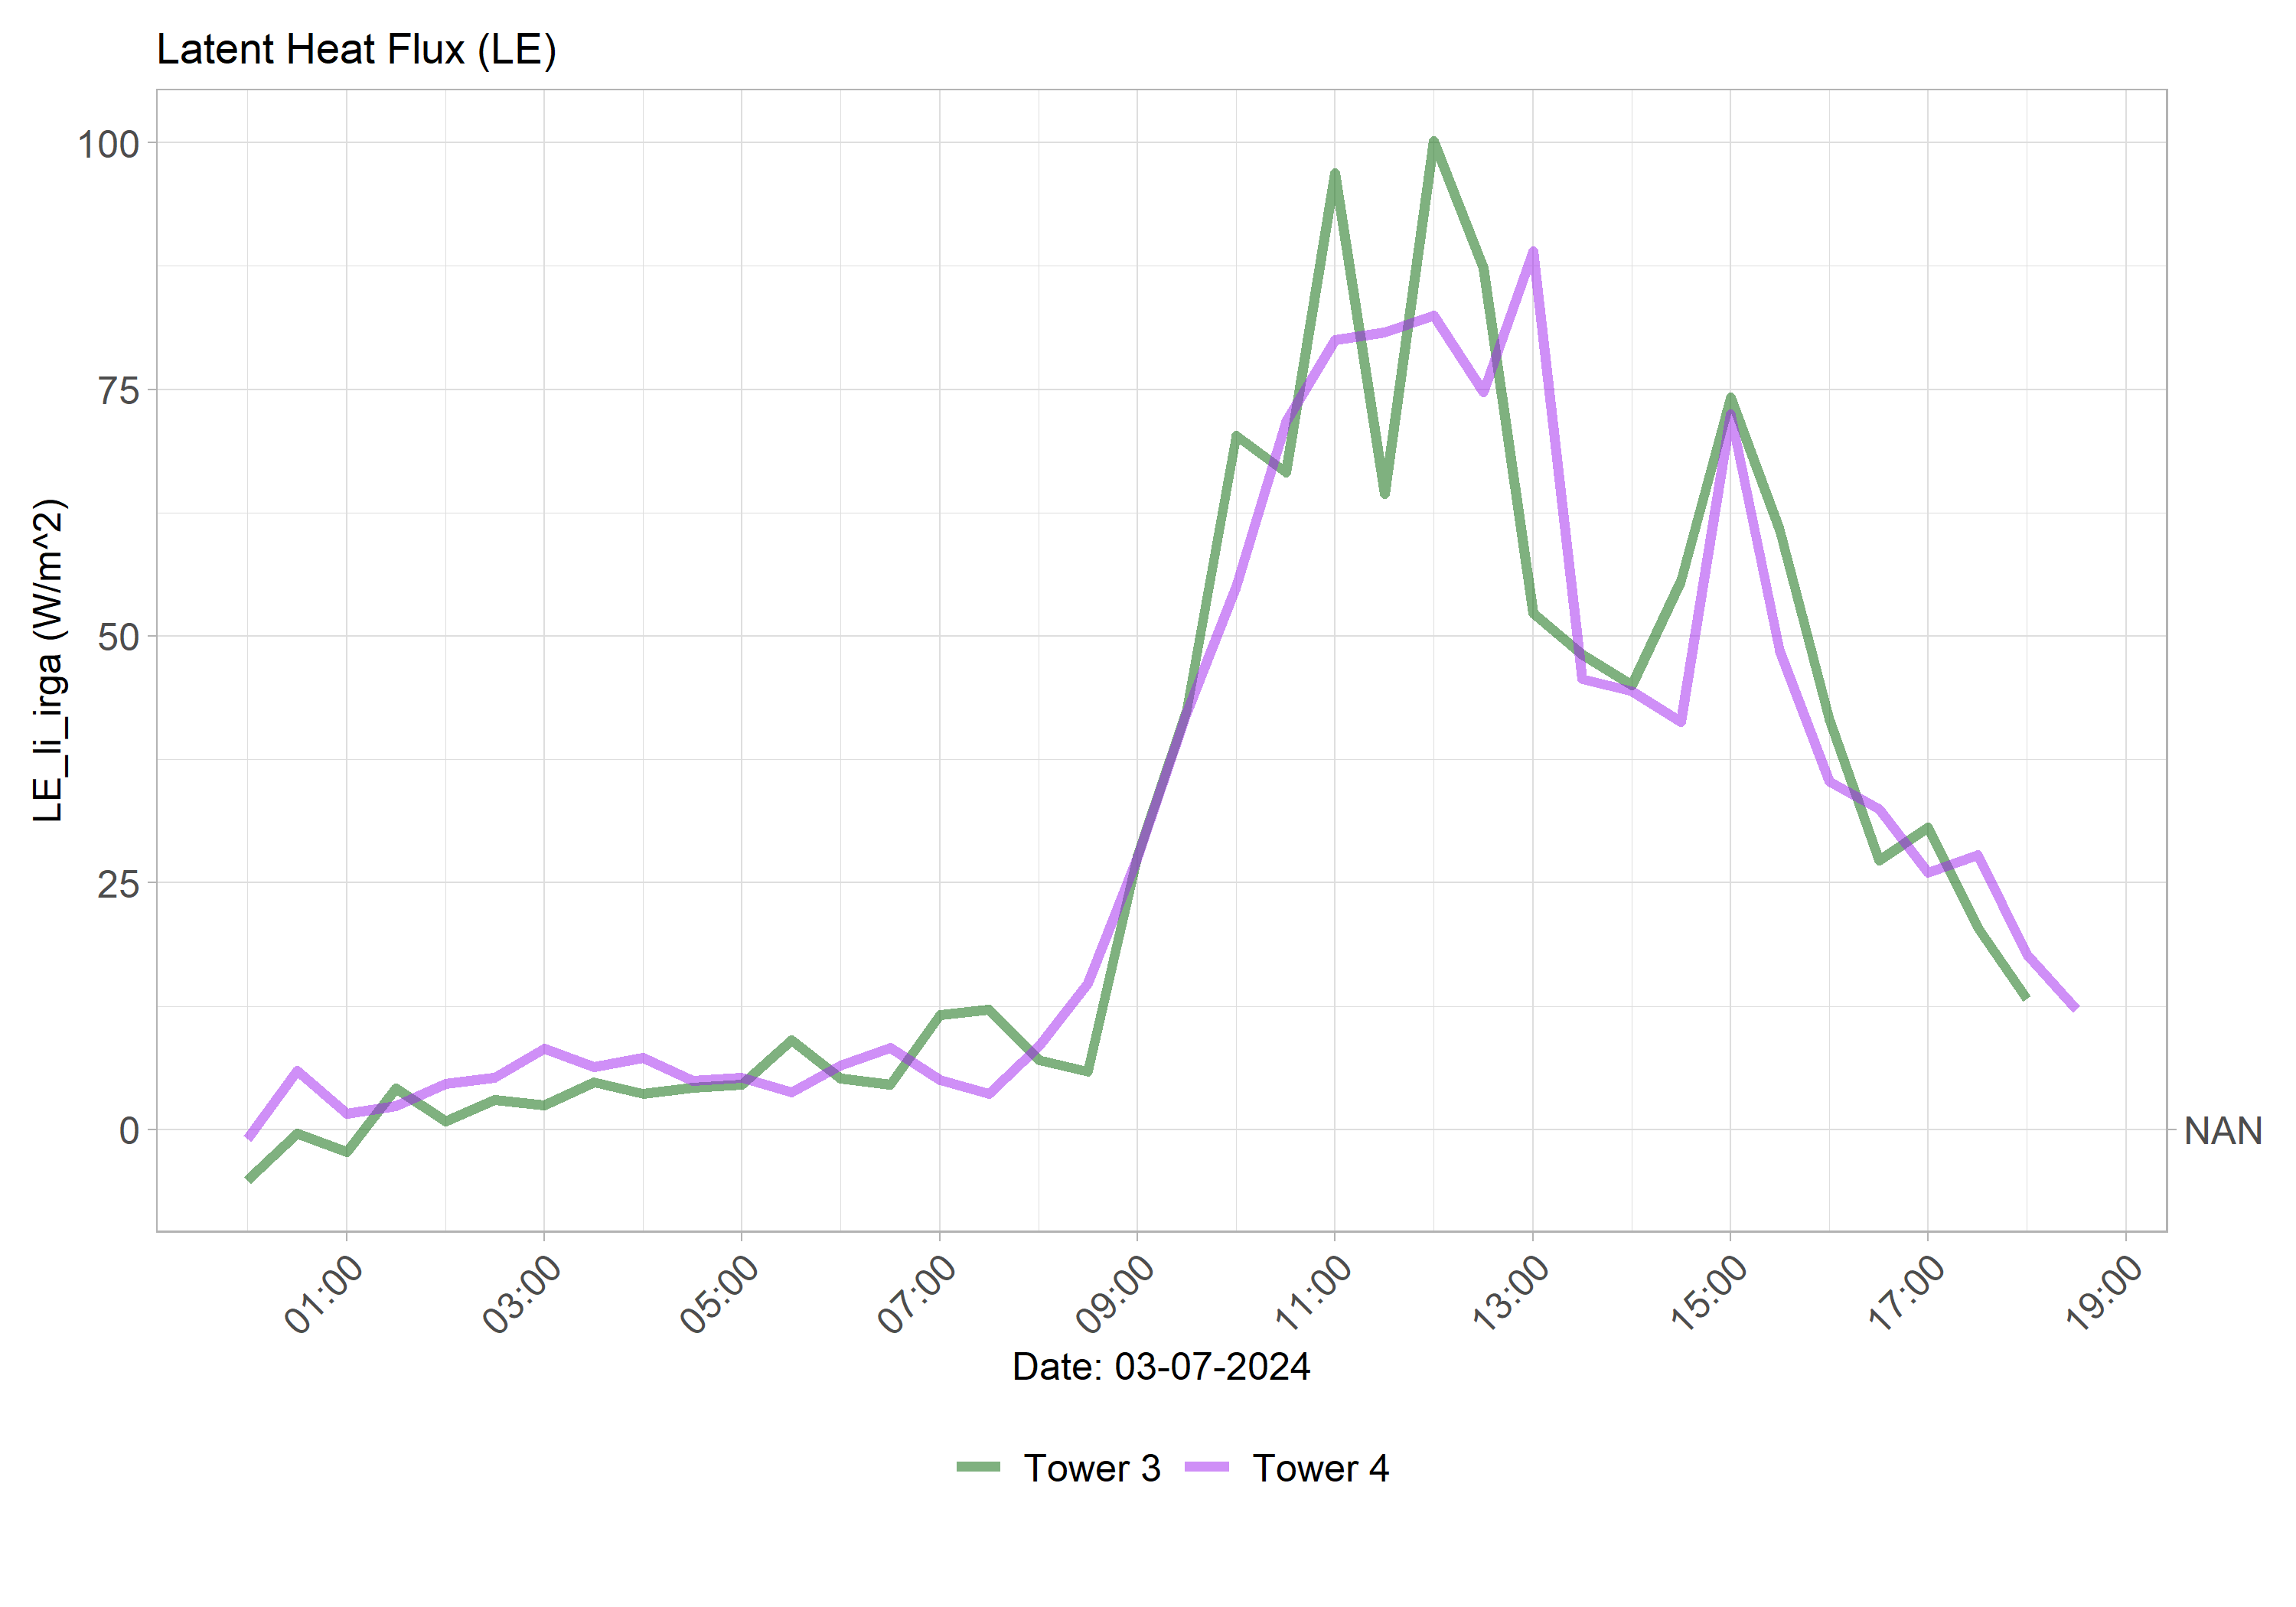 Latent Heat Flux (LE)
LE_li_irga (W/m^2)
100
75
50
25
0
NAN
01:00
03:00
05:00
07:00
09:00
11:00
13:00
15:00
17:00
19:00
Date: 03-07-2024
Tower 3
Tower 4